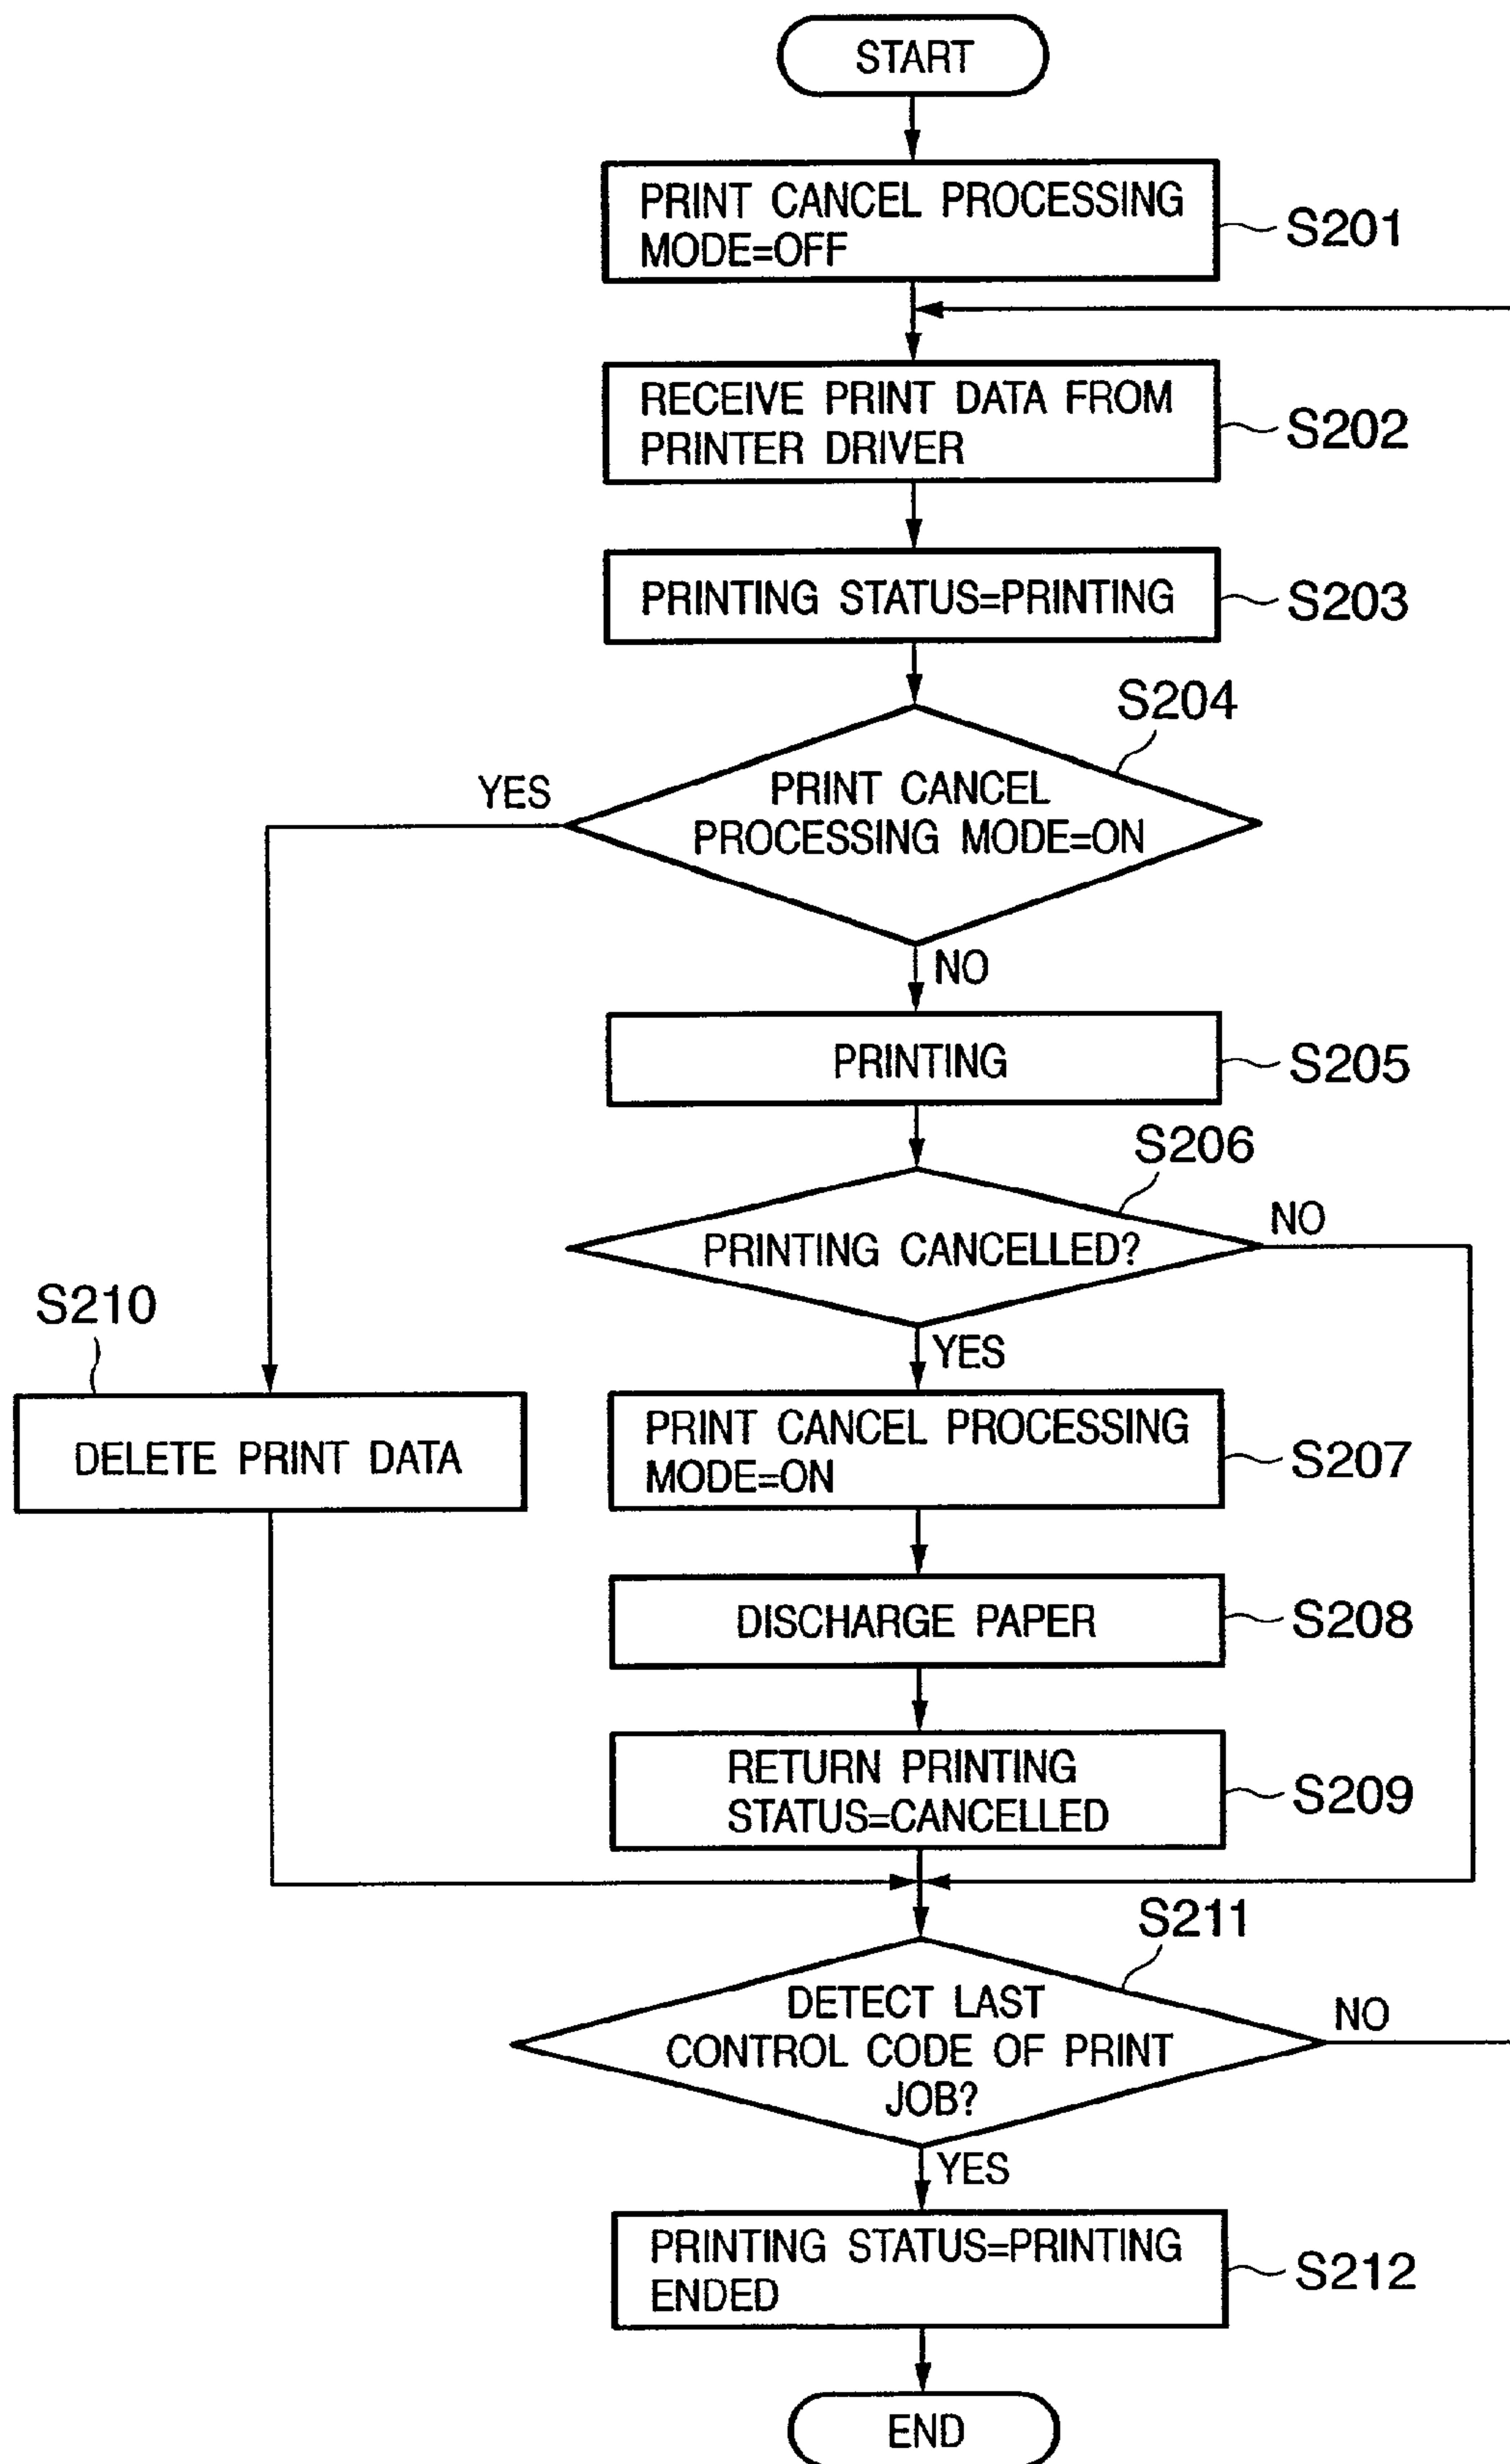 START
PRINT CANCEL PROCESSING
MODE=OFF
S201
RECEIVE PRINT DATA FROM
PRINTER DRIVER
S202
PRINTING STATUS=PRINTING
S203
S204
YES
PRINT CANCEL
PROCESSING MODE=ON
NO
PRINTING
S205
S206
PRINTING CANCELLED?
NO
YES
S210
DELETE PRINT DATA
PRINT CANCEL PROCESSING
MODE=ON
S207
DISCHARGE PAPER
S208
RETURN PRINTING
STATUS=CANCELLED
S209
S211
DETECT LAST
CONTROL CODE OF PRINT
JOB?
NO
YES
PRINTING STATUS=PRINTING
ENDED
S212
END